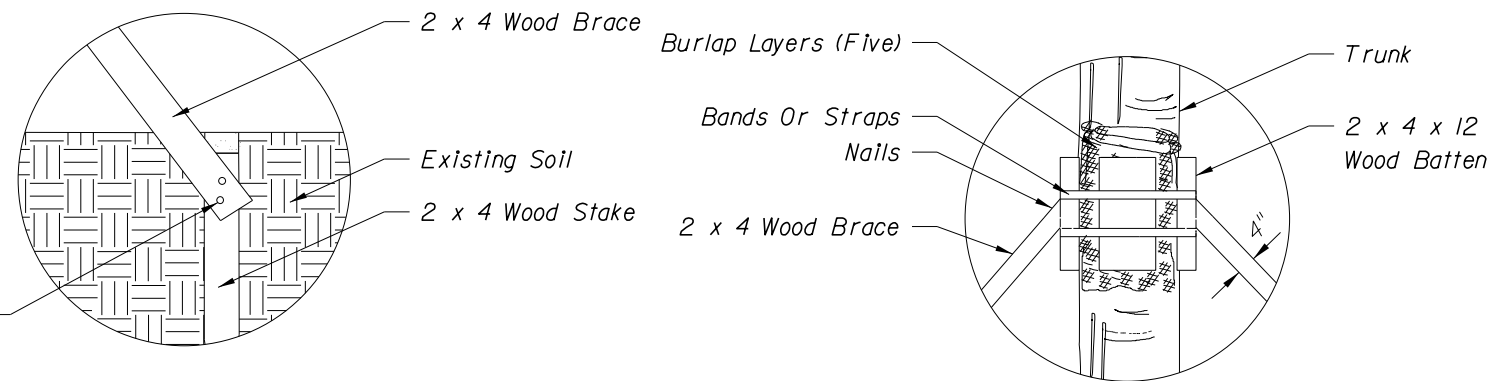 2 x 4 Wood Brace
Existing Soil
2 x 4 Wood Stake
Burlap Layers (Five)
Bands Or Straps
Nails
2 x 4 Wood Brace
Trunk
2 x 4 x 12
Wood Batten
4"